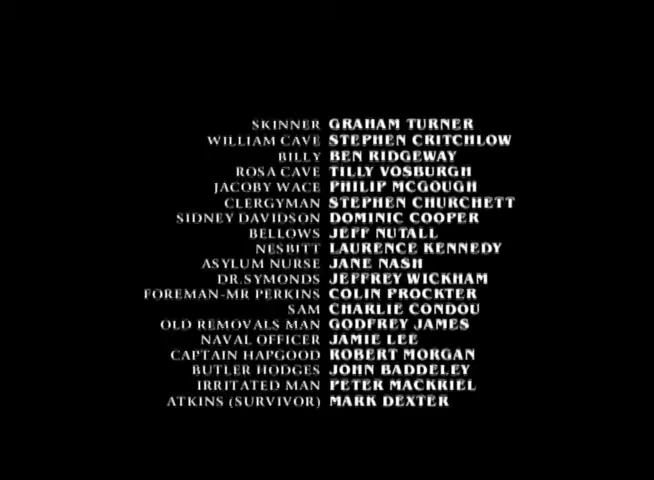 SKINNER GRAHAM TURNER
WILLIAM CAVE STEPHEN CRITCHLOW
BILLY BEN RIDGEWAY
ROSA CAVE TILLY VOSBURGH
JACOBY WACE PHILIP MCGOUGH
CLERGYMAN STEPHEN CHURCHETT
SIDNEY DAVIDSON DOMINIC COOPER
BELLOWS JEFF NUTALL
NESBITT LAURENCE KENNEDY
ASYLUM NURSE JANE NASH
DR.SYMONDS JEFFREY WICKHAM
FOREMAN-MR PERKINS COLIN PROCKTER
SAM CHARLIE CONDOU
OLD REMOVALS MAN GODFREY JAMES
NAVAL OFFICER JAMIE LEE
CAPTAIN HAPGOOD ROBERT MORGAN
BUTLER HODGES JOHN BADDELEY
IRRITATED MAN PETER MACKRIEL
ATKINS (SURVIVOR) MARK DEXTER